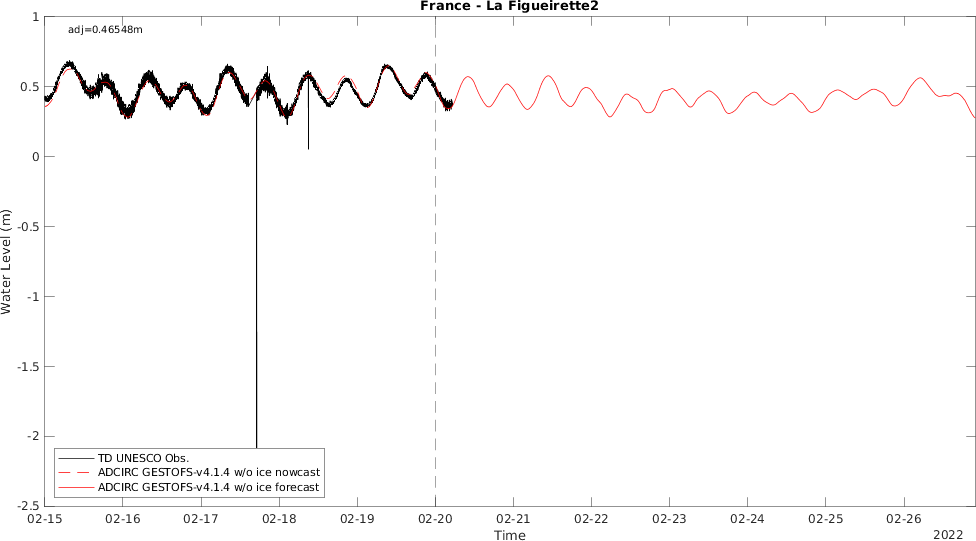 France - La Figueirette2
adj=0.46548m
1
0.5
0
-0.5
-1
-1.5
-2
-2.5
Water Level (m)
TD UNESCO Obs.
ADCIRC GESTOFS-v4.1.4 w/o ice nowcast
ADCIRC GESTOFS-v4.1.4 w/o ice forecast
02-15 02-16 02-17 02-18 02-19 02-20 02-21 02-22 02-23 02-24 02-25 02-26
Time
2022